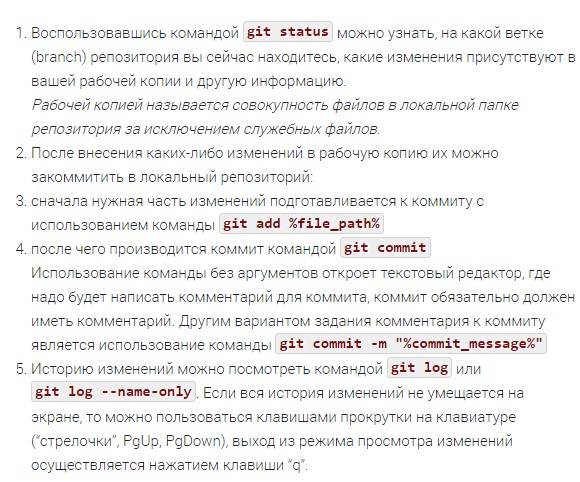 1. Воспользовавшись командой git status можно узнать, на какой ветке
(branch) репозитория вы сейчас находитесь, какие изменения присутствуют в
вашей рабочей копии и другую информацию.
Рабочей копией называется совокупность файлов в локальной папке
репозитория за исключением служебных файлов.
2. После внесения каких-либо изменений в рабочую копию их можно
закоммитить в локальный репозиторий:
3. сначала нужная часть изменений подготавливается к коммиту с
использованием команды git add %file_path%
4. после чего производится коммит командой git commit
Использование команды без аргументов откроет текстовый редактор, где
надо будет написать комментарий для коммита, коммит обязательно должен
иметь комментарий. Другим вариантом задания комментария к коммиту
является использование команды git commit -m "%commit_message%"
5. Историю изменений можно посмотреть командой git log или
git log --name-only. Если вся история изменений не умещается на
экране, то можно пользоваться клавишами прокрутки на клавиатуре
("стрелочки", PgUp, PgDown), выход из режима просмотра изменений
осуществляется нажатием клавиши "q".